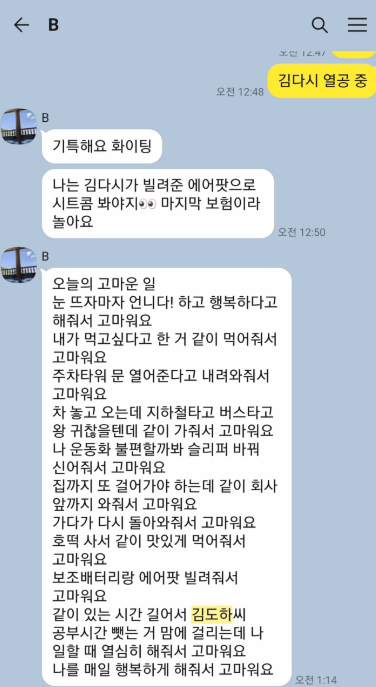 B
오전 12:47
김다시 열공 중
오전 12:48
B
기특해요 화이팅
나는 김다시가 빌려준 에어팟으로
시트콤 봐야지👀 마지막 보험이라
놀아요
오전 12:50
B
오늘의 고마운 일
눈 뜨자마자 언니다! 하고 행복하다고
해줘서 고마워요
내가 먹고싶다고 한 거 같이 먹어줘서
고마워요
주차타워 문 열어준다고 내려와줘서
고마워요
차 놓고 오는데 지하철타고 버스타고
왕 귀찮을텐데 같이 가줘서 고마워요
나 운동화 불편할까봐 슬리퍼 바꿔
신어줘서 고마워요
집까지 또 걸어가야 하는데 같이 회사
앞까지 와줘서 고마워요
가다가 다시 돌아와줘서 고마워요
호떡 사서 같이 맛있게 먹어줘서
고마워요
보조배터리랑 에어팟 빌려줘서
고마워요
같이 있는 시간 길어서 김도하씨
공부시간 뺏는 거 맘에 걸리는데 나
일할 때 열심히 해줘서 고마워요
나를 매일 행복하게 해줘서 고마워요
오전 1:14